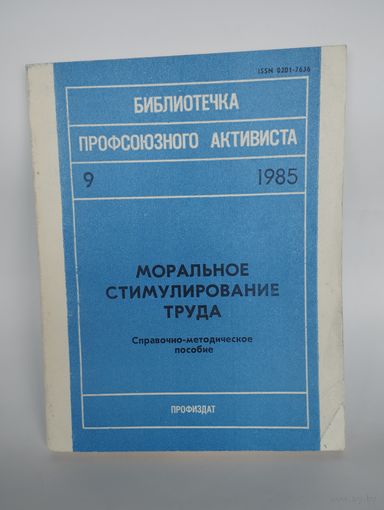 ISSN 0201-7636
БИБЛИОТЕЧКА
ПРОФСОЮЗНОГО АКТИВИСТА
9 1985
МОРАЛЬНОЕ
СТИМУЛИРОВАНИЕ
ТРУДА
Справочно-методическое
пособие
ПРОФИЗДАТ